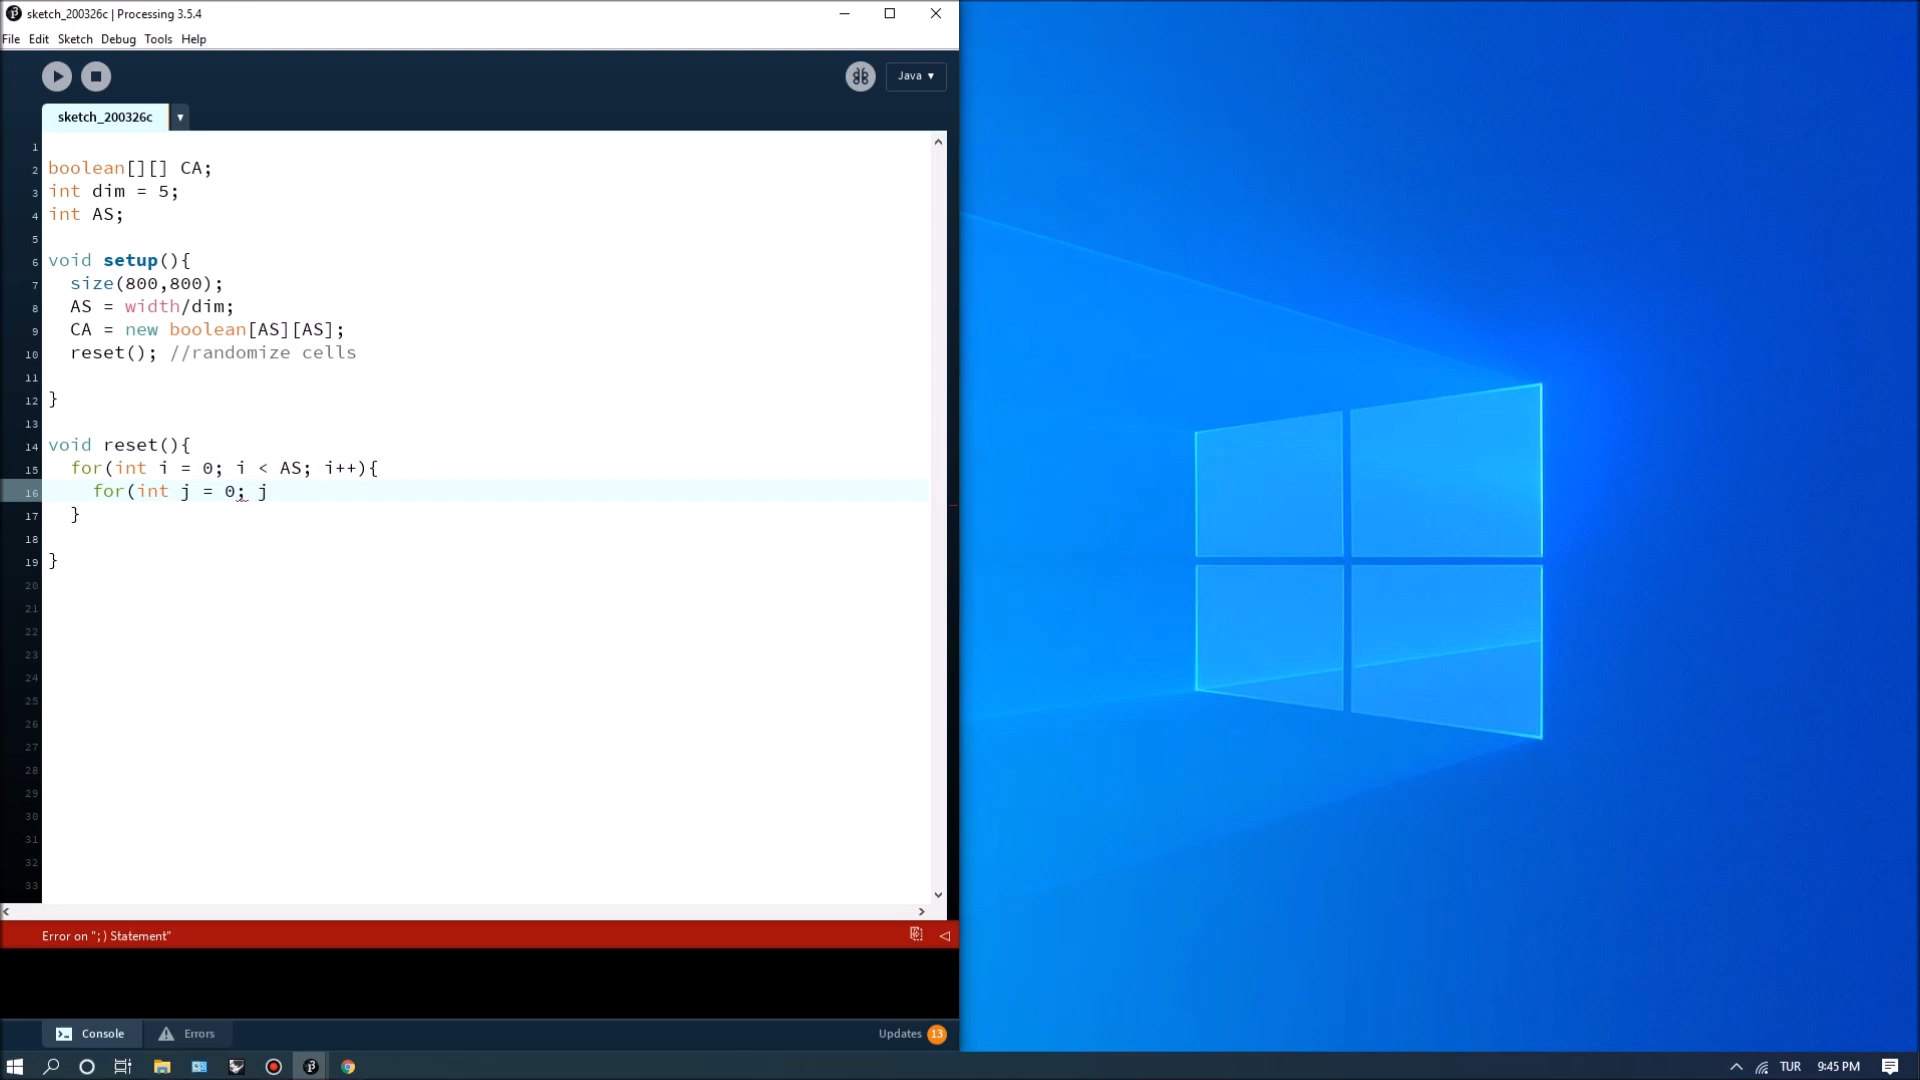 sketch_200326c | Processing 3.5.4
File Edit Sketch Debug Tools Help
Java ▾
sketch_200326c ▾
1
2 boolean[][] CA;
3 int dim = 5;
4 int AS;
5
6 void setup(){
7 size(800,800);
8 AS = width/dim;
9 CA = new boolean[AS][AS];
10 reset(); //randomize cells
11
12 }
13
14 void reset(){
15 for(int i = 0; i < AS; i++){
16 for(int j = 0; j
17 }
18
19 }
20
21
22
23
24
25
26
27
28
29
30
31
32
33
Error on ";) Statement"
Console Errors Updates 13
TUR 9:45 PM